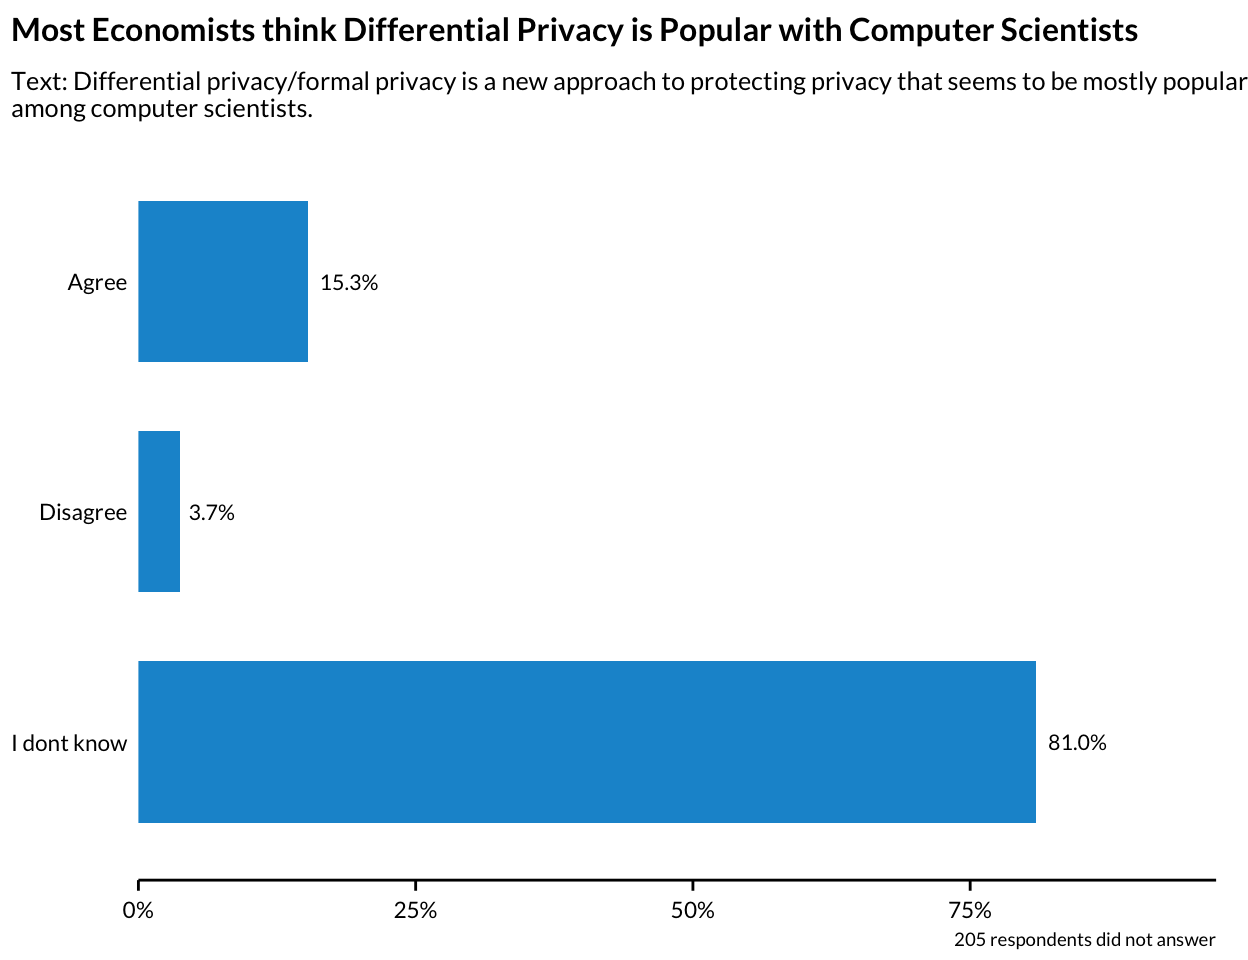 Most Economists think Differential Privacy is Popular with Computer Scientists
Text: Differential privacy/formal privacy is a new approach to protecting privacy that seems to be mostly popular
among computer scientists.
Agree
15.3%
Disagree
3.7%
I dont know
81.0%
0%
25%
50%
75%
205 respondents did not answer